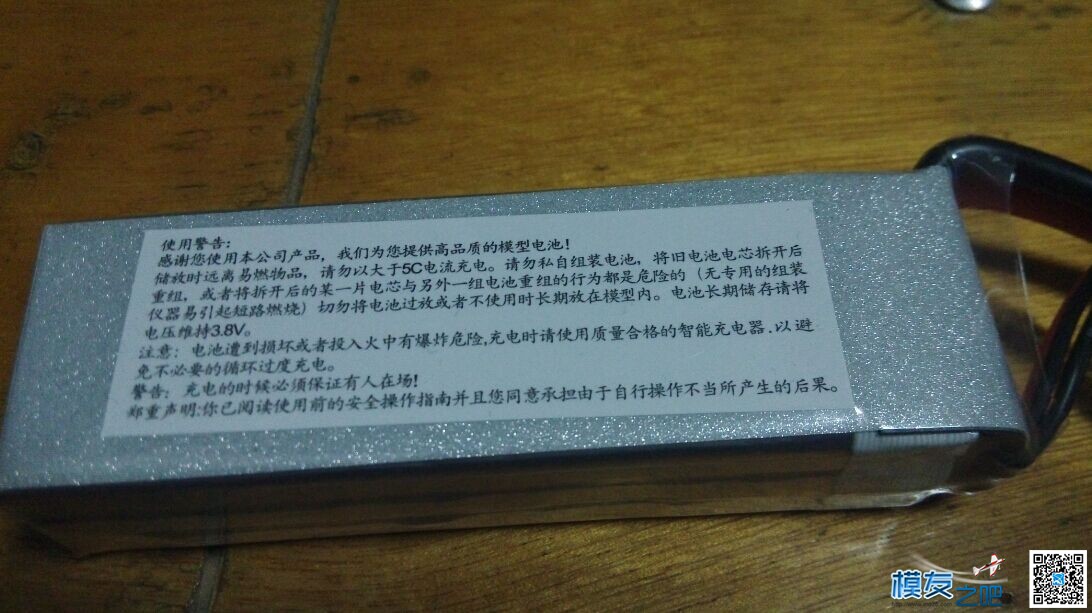 使用警告：
感谢您使用本公司产品，我们为您提供高品质的模型电池！
储放时远离易燃物品，请勿以大于5C电流充电。请勿私自组装电池，将旧电池电芯拆开后
重组，或者将拆开后的某一片电芯与另外一组电池重组的行为都是危险的（无专用的组装
仪器易引起短路燃烧）切勿将电池过放或者不使用时长期放在模型内。电池长期储存请将
电压维持3.8V。
注意：电池遭到损坏或者投入火中有爆炸危险,充电时请使用质量合格的智能充电器.以避
免不必要的循环过度充电。
警告：充电的时候必须保证有人在场！
郑重声明:你已阅读使用前的安全操作指南并且您同意承担由于自行操作不当所产生的后果。
模友之吧